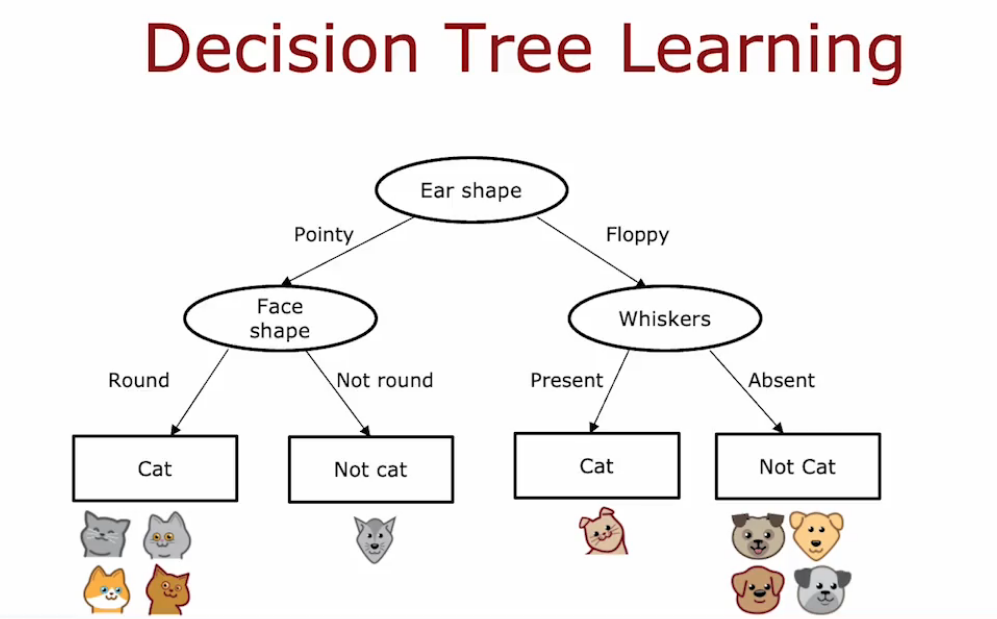 Decision Tree Learning
Ear shape
Pointy
Floppy
Face
shape
Whiskers
Round
Not round
Present
Absent
Cat
Not cat
Cat
Not Cat